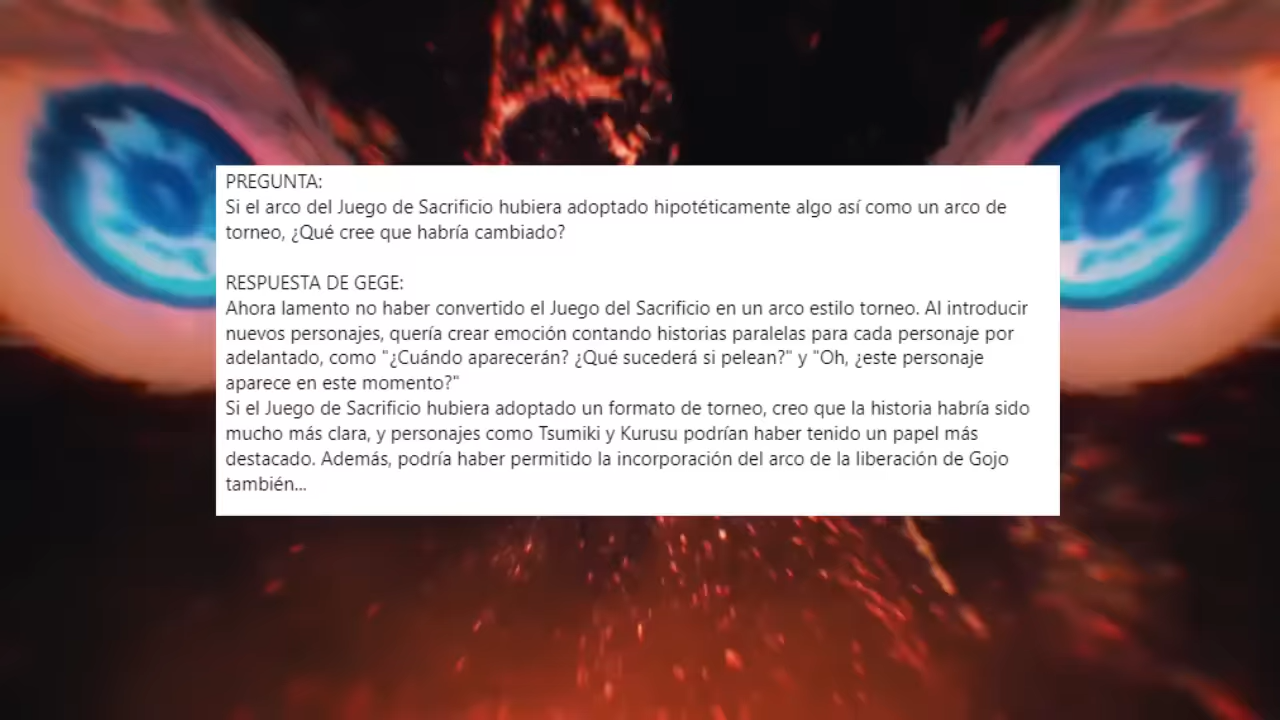 PREGUNTA:
Si el arco del Juego de Sacrificio hubiera adoptado hipotéticamente algo así como un arco de
torneo, ¿Qué cree que habría cambiado?
RESPUESTA DE GEGE:
Ahora lamento no haber convertido el Juego del Sacrificio en un arco estilo torneo. Al introducir
nuevos personajes, quería crear emoción contando historias paralelas para cada personaje por
adelantado, como "¿Cuándo aparecerán? ¿Qué sucederá si pelean?" y "Oh, ¿este personaje
aparece en este momento?"
Si el Juego de Sacrificio hubiera adoptado un formato de torneo, creo que la historia habría sido
mucho más clara, y personajes como Tsumiki y Kurusu podrían haber tenido un papel más
destacado. Además, podría haber permitido la incorporación del arco de la liberación de Gojo
también...